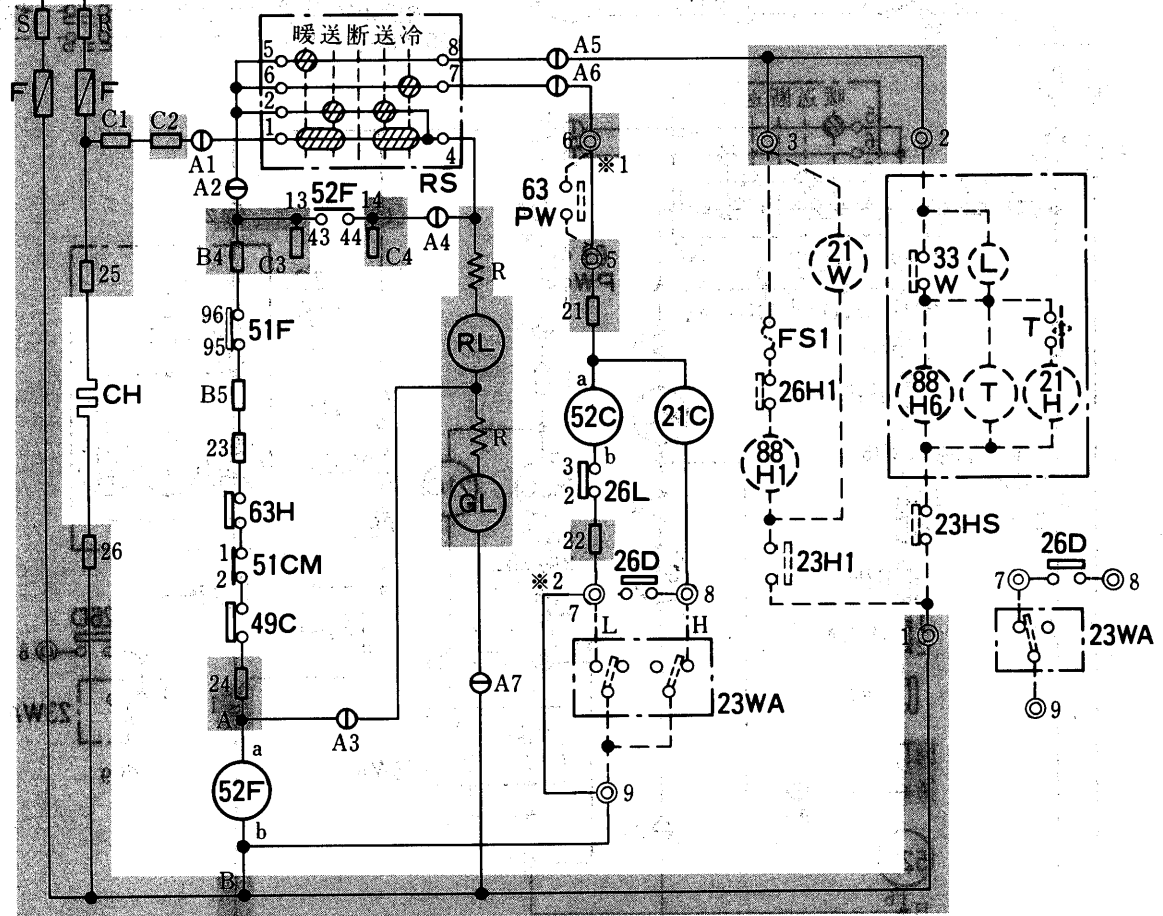 S R
暖送断送冷
5 8 A5
F F 6 7 A6
C1 C2 2
1 4
A1 RS
A2
6 ※1 3 2
52F
13 14
43 44 A4
B4 C3 C4
63
PW
5
R
21
W
33
W
L
25
96
51F
95
21
RL
FS1
T
CH
B5
a
52C 21C
26H1
88
H6
T
21
H
23
R
b
88
H1
3
2
26L
63H
GL
22
23HS
26
1
2
51CM
26D
23H1
26D
※2
7 8
7 8
49C
L H
1
23WA
24
A
A7
23WA
A3
9
a
52F
9
b
B